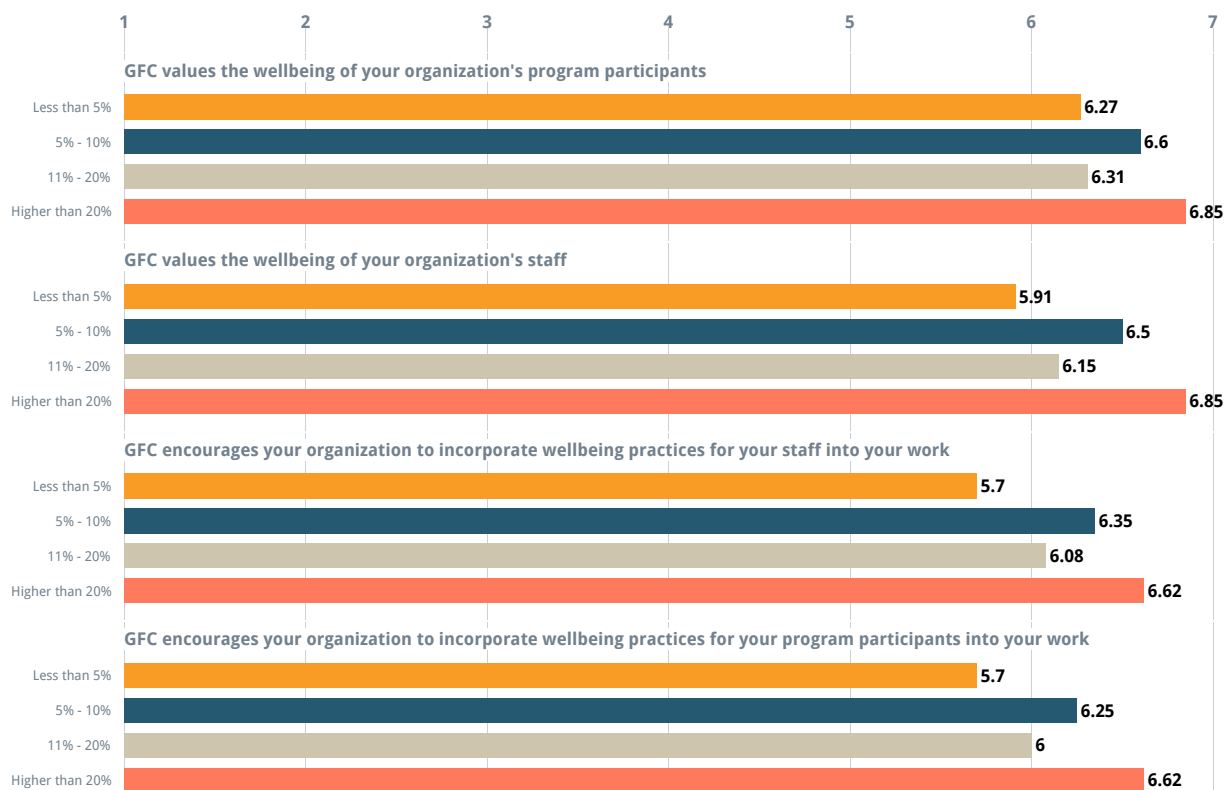 1 2 3 4 5 6 7
GFC values the wellbeing of your organization's program participants
Less than 5% 6.27
5% - 10% 6.6
11% - 20% 6.31
Higher than 20% 6.85
GFC values the wellbeing of your organization's staff
Less than 5% 5.91
5% - 10% 6.5
11% - 20% 6.15
Higher than 20% 6.85
GFC encourages your organization to incorporate wellbeing practices for your staff into your work
Less than 5% 5.7
5% - 10% 6.35
11% - 20% 6.08
Higher than 20% 6.62
GFC encourages your organization to incorporate wellbeing practices for your program participants into your work
Less than 5% 5.7
5% - 10% 6.25
11% - 20% 6
Higher than 20% 6.62